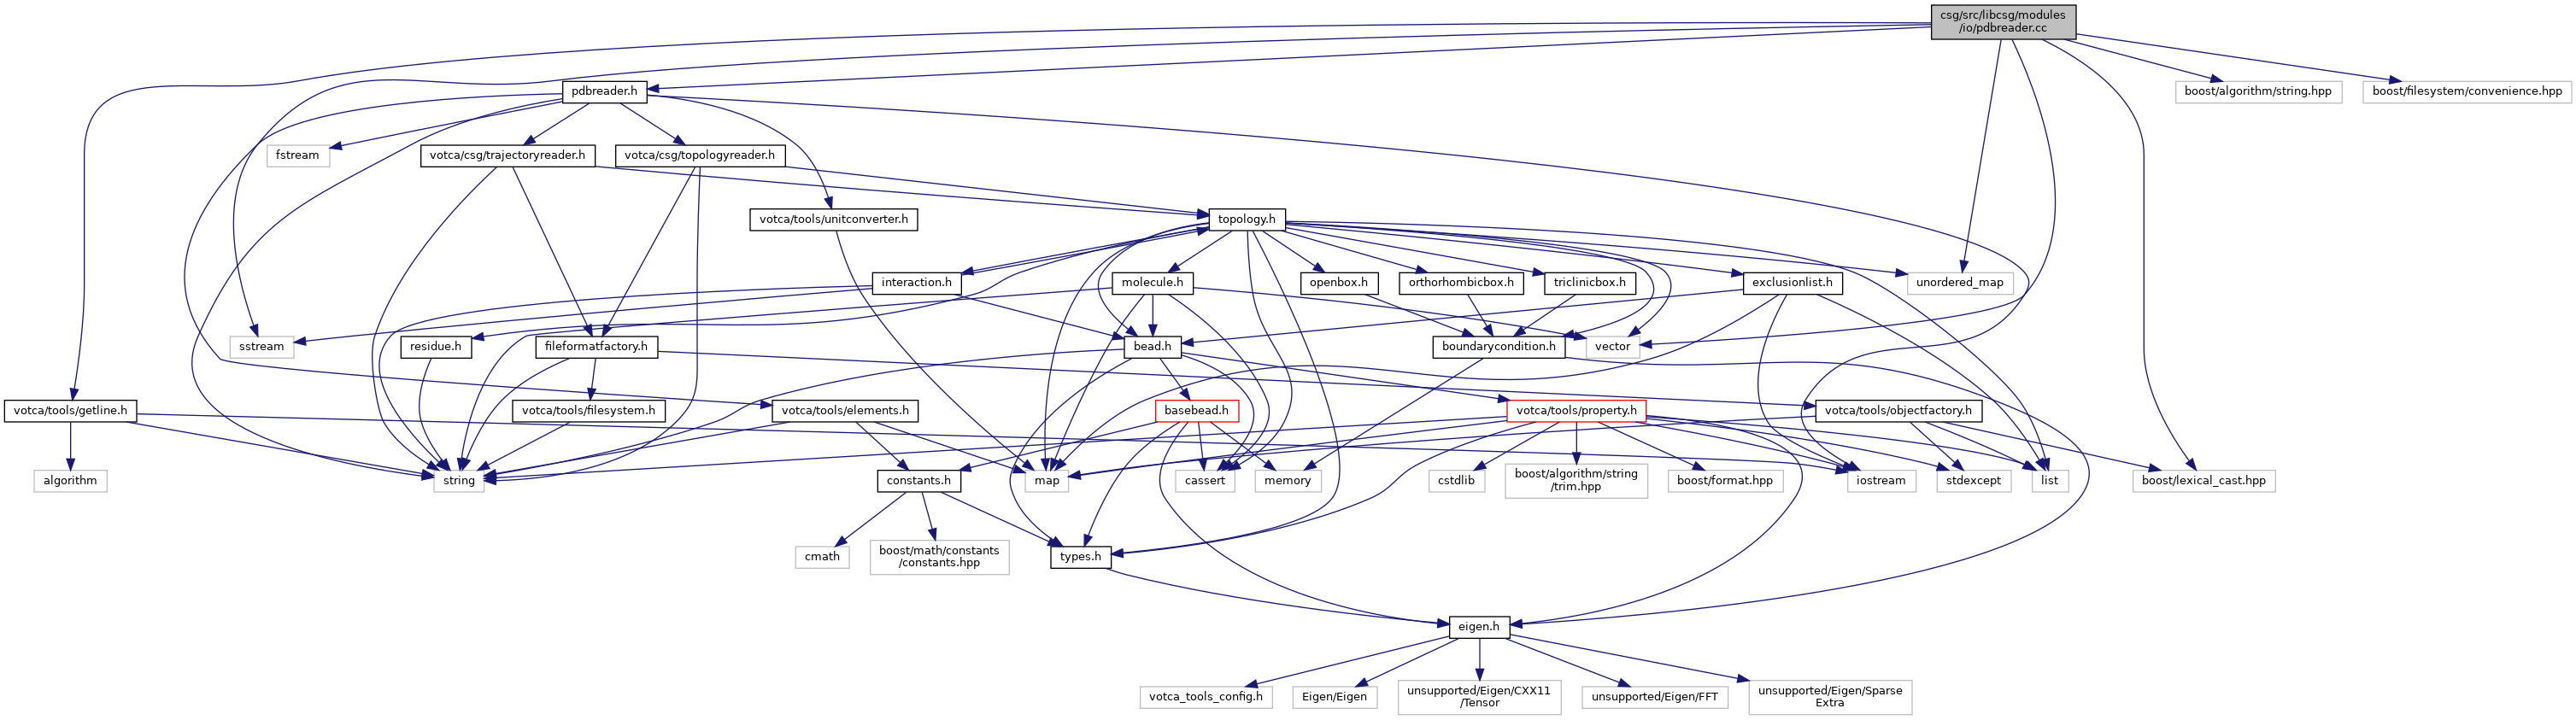 csg/src/libcsg/modules
/io/pdbreader.cc
pdbreader.h
boost/algorithm/string.hpp
boost/filesystem/convenience.hpp
fstream
votca/csg/trajectoryreader.h
votca/csg/topologyreader.h
votca/tools/unitconverter.h
topology.h
interaction.h
molecule.h
openbox.h
orthorhombicbox.h
triclinicbox.h
exclusionlist.h
unordered_map
sstream
residue.h
fileformatfactory.h
bead.h
boundarycondition.h
vector
votca/tools/getline.h
votca/tools/filesystem.h
votca/tools/elements.h
basebead.h
votca/tools/property.h
votca/tools/objectfactory.h
algorithm
string
constants.h
map
cassert
memory
cstdlib
boost/algorithm/string
/trim.hpp
boost/format.hpp
iostream
stdexcept
list
boost/lexical_cast.hpp
cmath
boost/math/constants
/constants.hpp
types.h
eigen.h
votca_tools_config.h
Eigen/Eigen
unsupported/Eigen/CXX11
/Tensor
unsupported/Eigen/FFT
unsupported/Eigen/Sparse
Extra